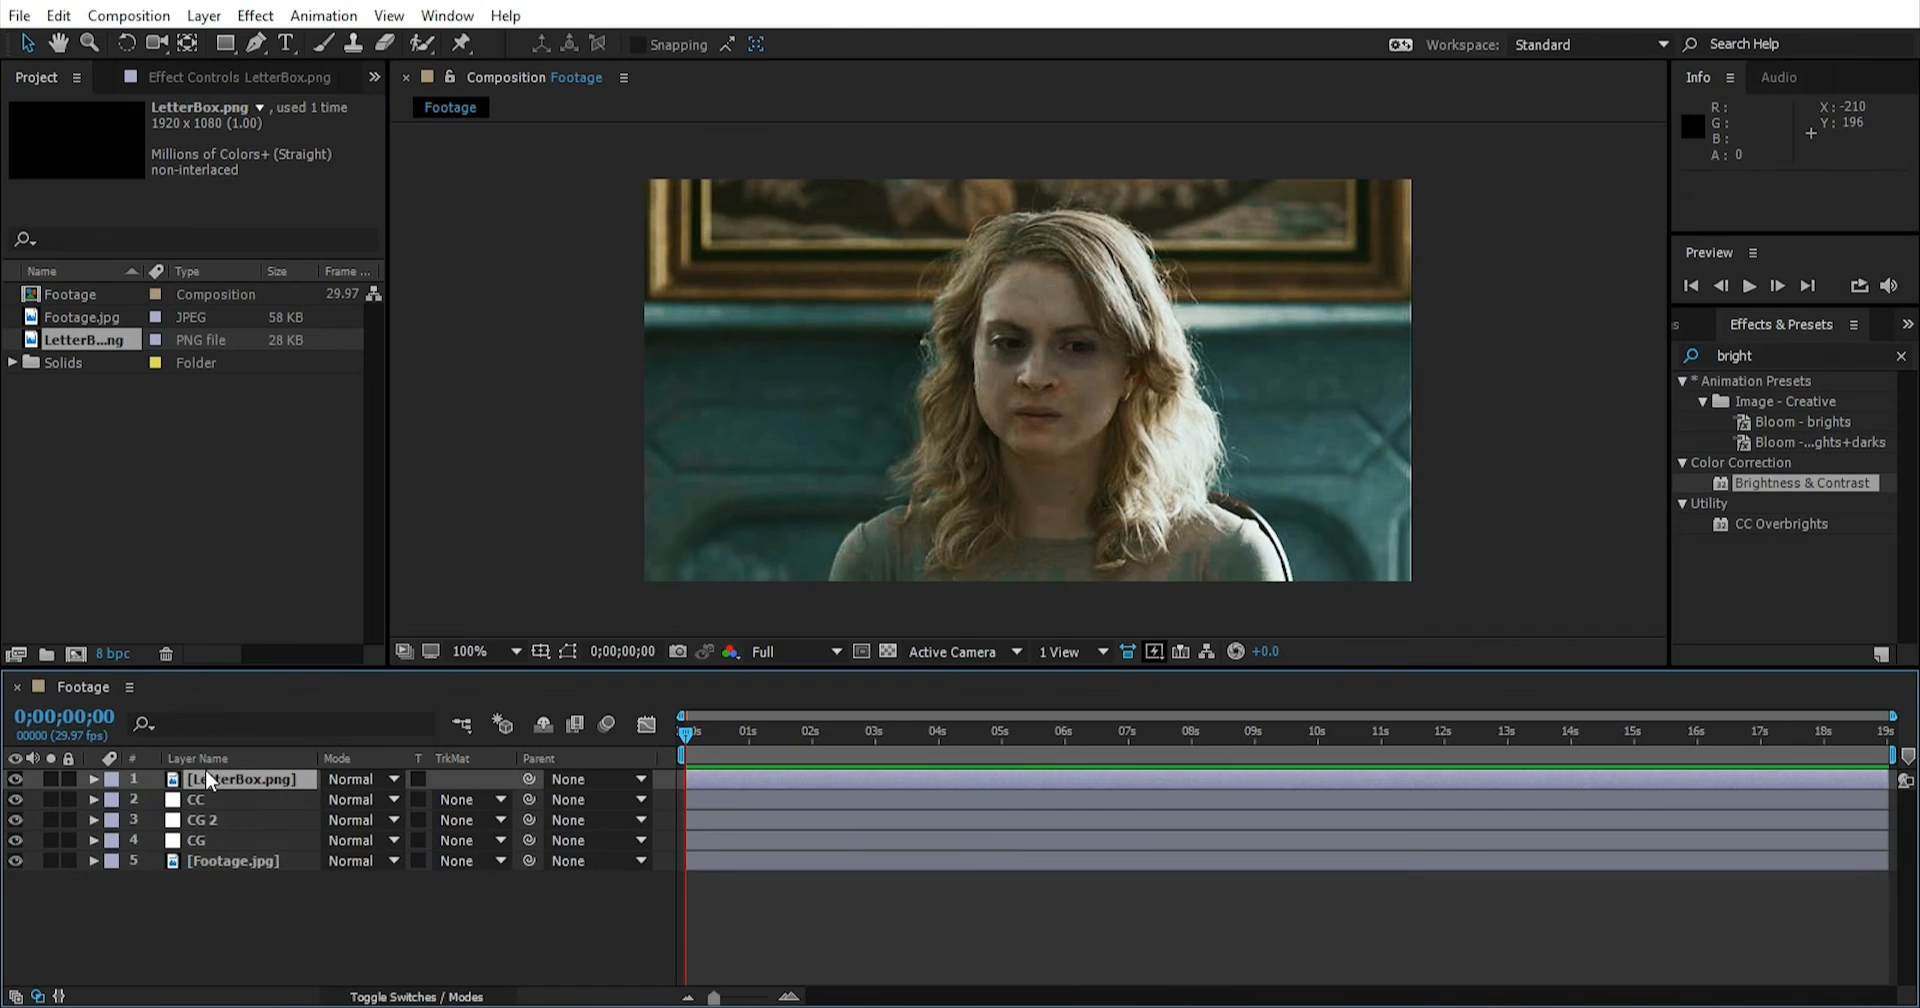 File Edit Composition Layer Effect Animation View Window Help
Snapping
Workspace: Standard
Search Help
Project
Effect Controls LetterBox.png
LetterBox.png , used 1 time
1920 x 1080 (1.00)
Millions of Colors+ (Straight)
non-interlaced
Name Type Size Frame ...
Footage Composition 29.97
Footage.jpg JPEG 58 KB
LetterB...ng PNG file 28 KB
Solids Folder
8 bpc
Composition Footage
Footage
100% 0;00;00;00 Full Active Camera 1 View +0.0
Info Audio
R: X: -210
G: Y: 196
B:
A: 0
Preview
Effects & Presets
bright
* Animation Presets
Image - Creative
Bloom - brights
Bloom -...ghts+darks
Color Correction
32 Brightness & Contrast
Utility
32 CC Overbrights
Footage
0;00;00;00
00000 (29.97 fps)
01s 02s 03s 04s 05s 06s 07s 08s 09s 10s 11s 12s 13s 14s 15s 16s 17s 18s 19s
# Layer Name Mode T TrkMat Parent
1 [LetterBox.png] Normal None
2 CC Normal None None
3 CG 2 Normal None None
4 CG Normal None None
5 [Footage.jpg] Normal None None
Toggle Switches / Modes